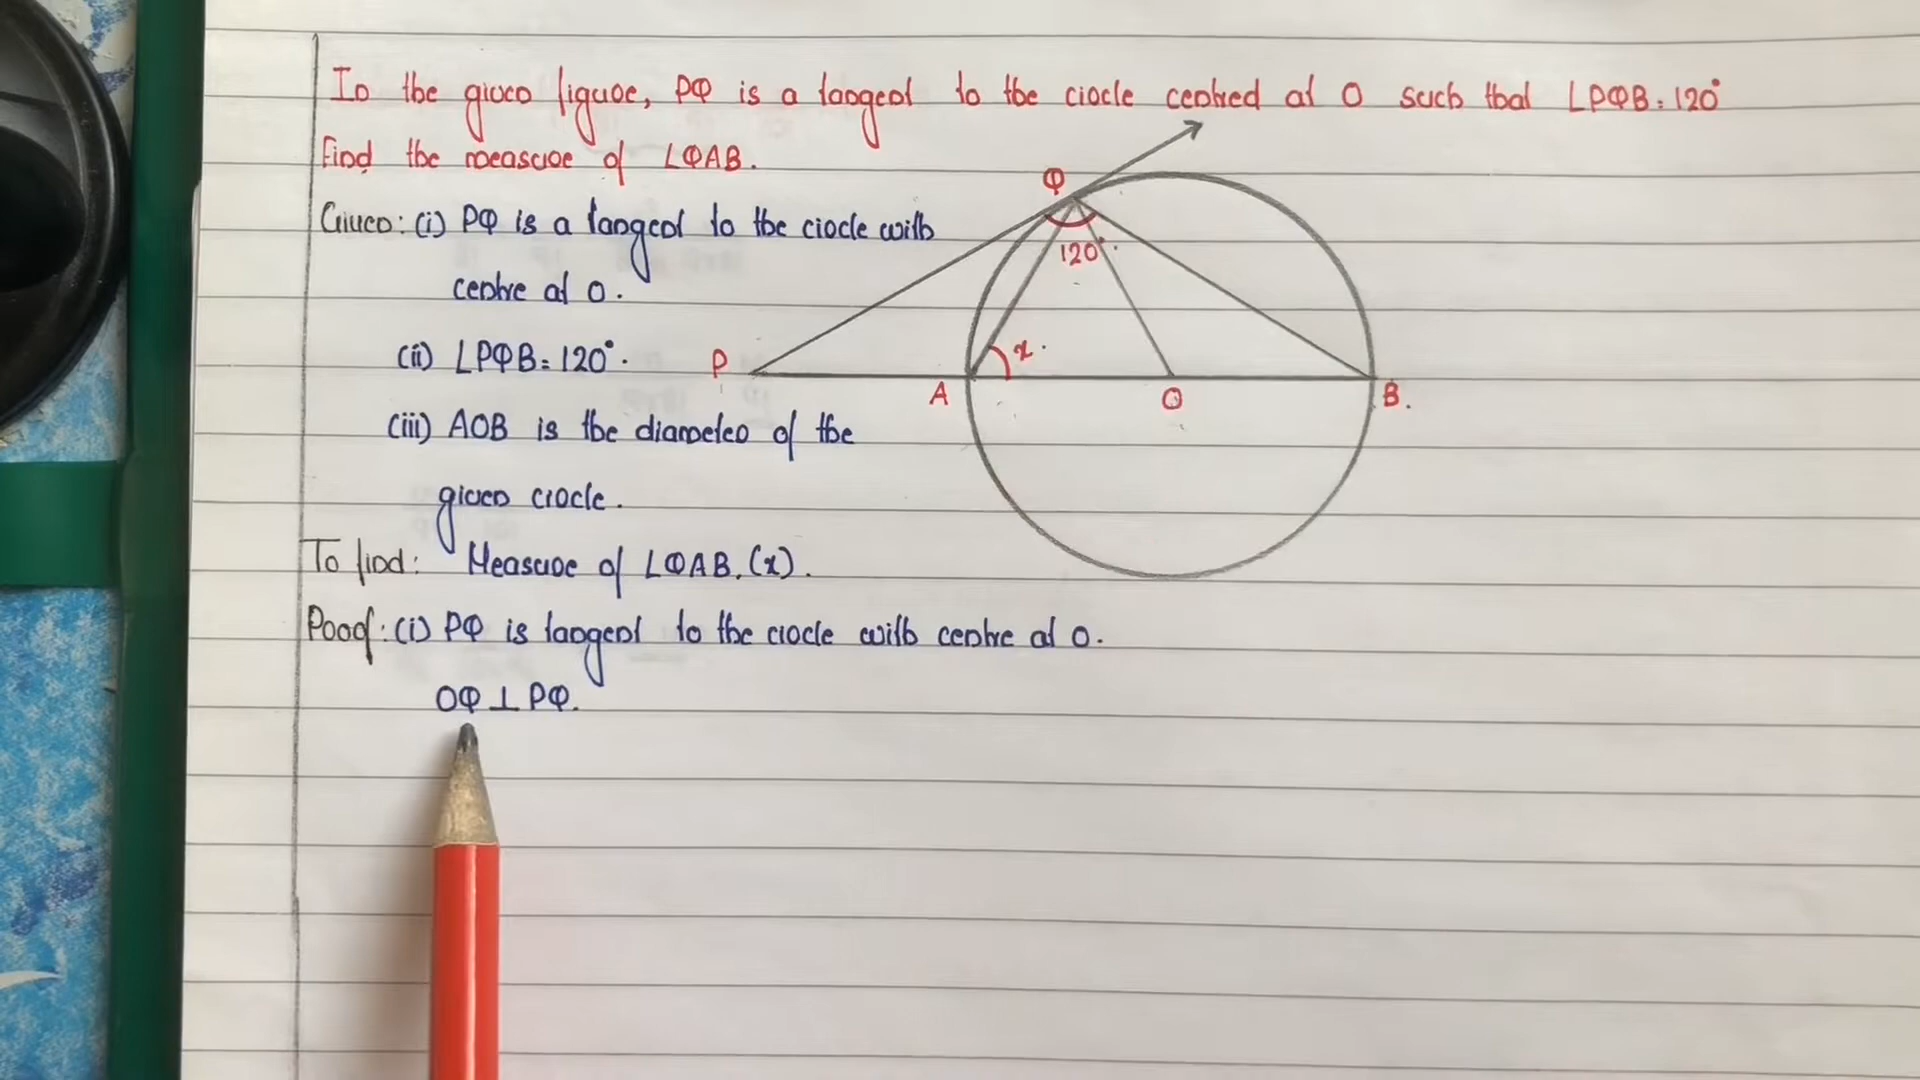 In the given figure, PQ is a tangent to the circle centred at O such that ∠PQB = 120°
Find the measure of ∠QAB.
Given: (i) PQ is a tangent to the circle with
centre at O.
(ii) ∠PQB = 120°.
(iii) AOB is the diameter of the
given circle.
To find: Measure of ∠QAB. (x).
Proof: (i) PQ is tangent to the circle with centre at O.
OQ ⊥ PQ.
Q
120°
P
x
A
O
B.